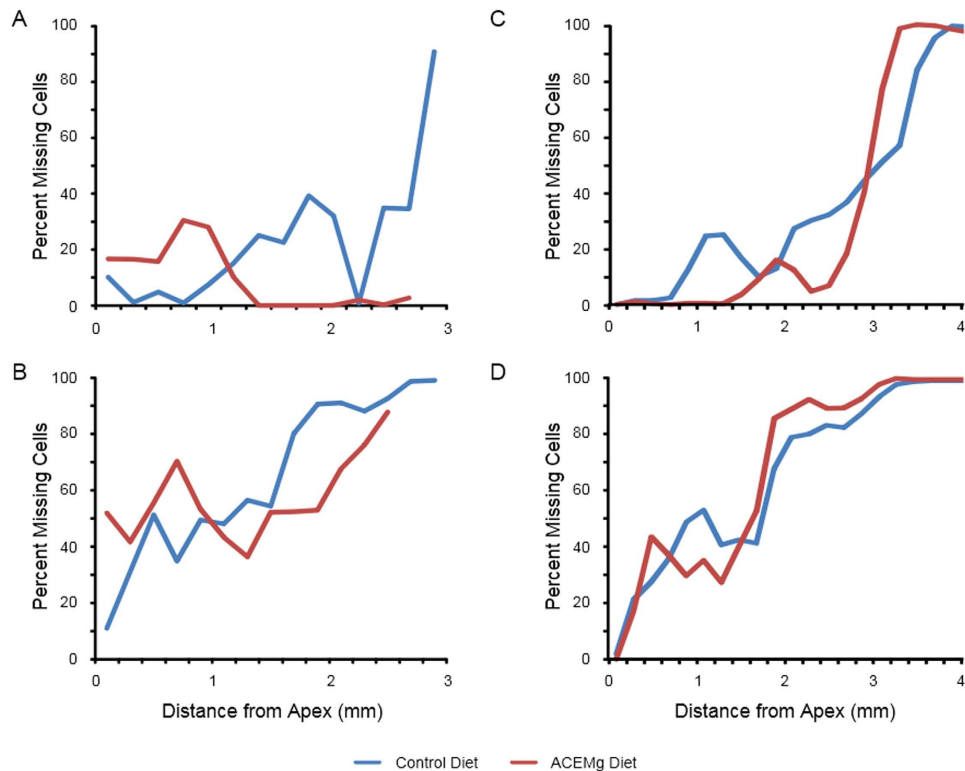 A
Percent Missing Cells
100
80
60
40
20
0
0 1 2 3
C
Percent Missing Cells
100
80
60
40
20
0
0 1 2 3 4
B
Percent Missing Cells
100
80
60
40
20
0
0 1 2 3
Distance from Apex (mm)
D
Percent Missing Cells
100
80
60
40
20
0
0 1 2 3 4
Distance from Apex (mm)
Control Diet ACEMg Diet